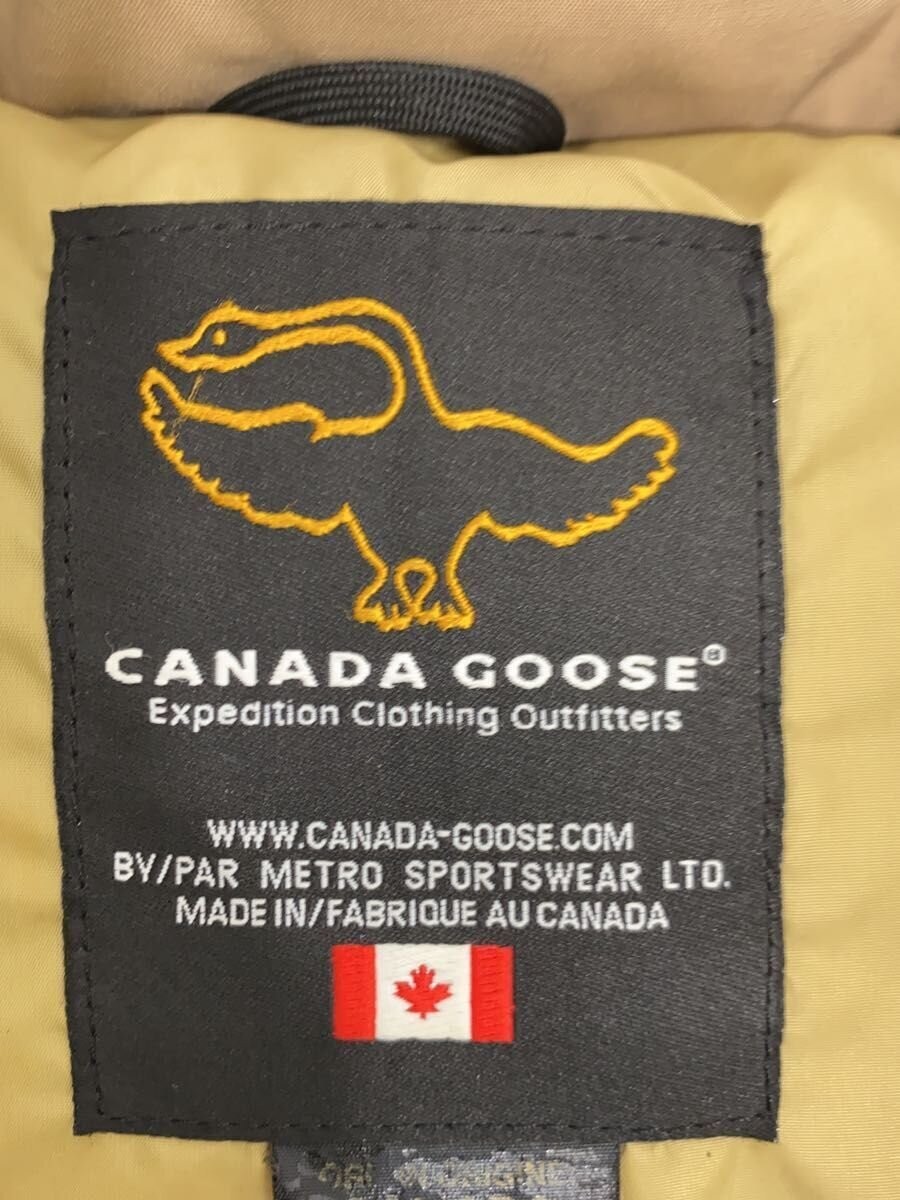 CANADA GOOSE®
Expedition Clothing Outfitters
WWW.CANADA-GOOSE.COM
BY/PAR METRO SPORTSWEAR LTD.
MADE IN/FABRIQUE AU CANADA